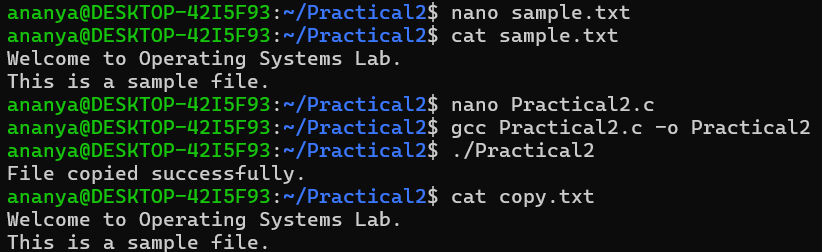 ananya@DESKTOP-42I5F93:~/Practical2$ nano sample.txt
ananya@DESKTOP-42I5F93:~/Practical2$ cat sample.txt
Welcome to Operating Systems Lab.
This is a sample file.
ananya@DESKTOP-42I5F93:~/Practical2$ nano Practical2.c
ananya@DESKTOP-42I5F93:~/Practical2$ gcc Practical2.c -o Practical2
ananya@DESKTOP-42I5F93:~/Practical2$ ./Practical2
File copied successfully.
ananya@DESKTOP-42I5F93:~/Practical2$ cat copy.txt
Welcome to Operating Systems Lab.
This is a sample file.